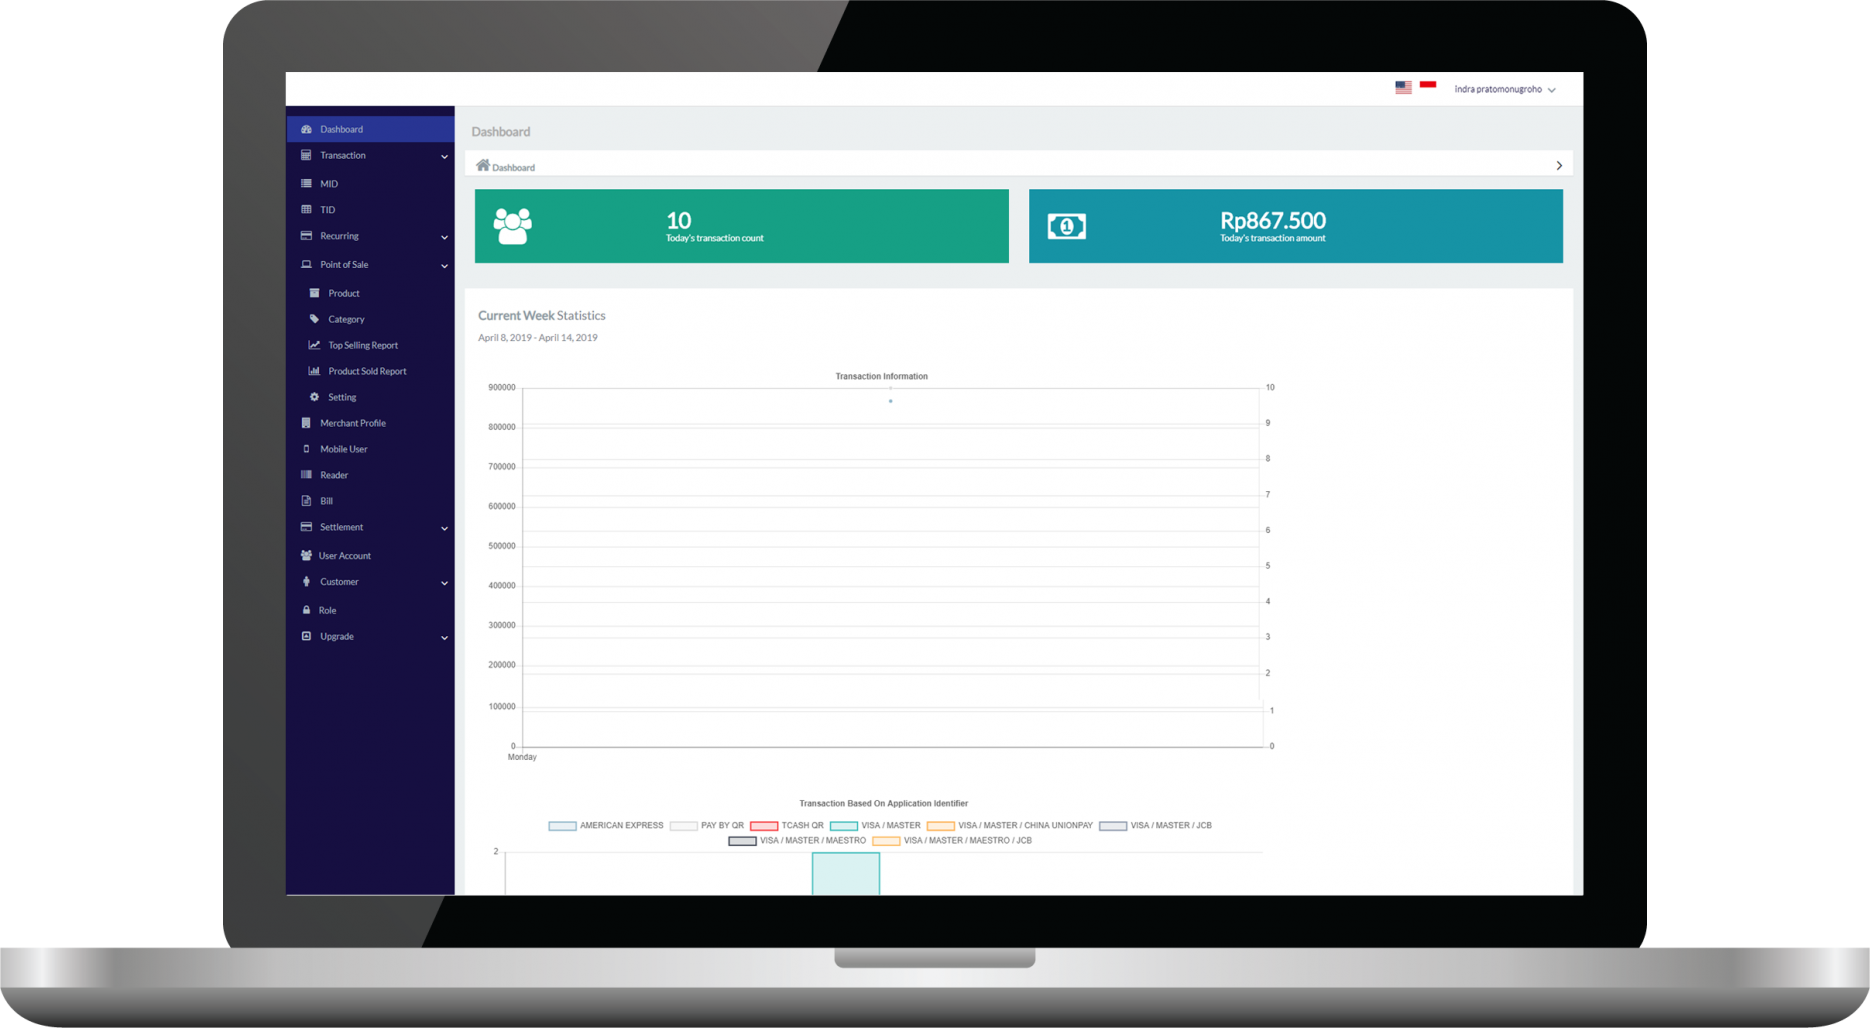 indra pratomonugroho
Dashboard
Transaction
MID
TID
Recurring
Point of Sale
Product
Category
Top Selling Report
Product Sold Report
Setting
Merchant Profile
Mobile User
Reader
Bill
Settlement
User Account
Customer
Role
Upgrade
Dashboard
Dashboard
10
Today's transaction count
1
Rp867.500
Today's transaction amount
Current Week Statistics
April 8, 2019 - April 14, 2019
Transaction Information
900000
800000
700000
600000
500000
400000
300000
200000
100000
0
10
9
8
7
6
5
4
3
2
1
0
Monday
Transaction Based On Application Identifier
AMERICAN EXPRESS PAY BY QR TCASH QR VISA / MASTER VISA / MASTER / CHINA UNIONPAY VISA / MASTER / JCB
VISA / MASTER / MAESTRO VISA / MASTER / MAESTRO / JCB
2